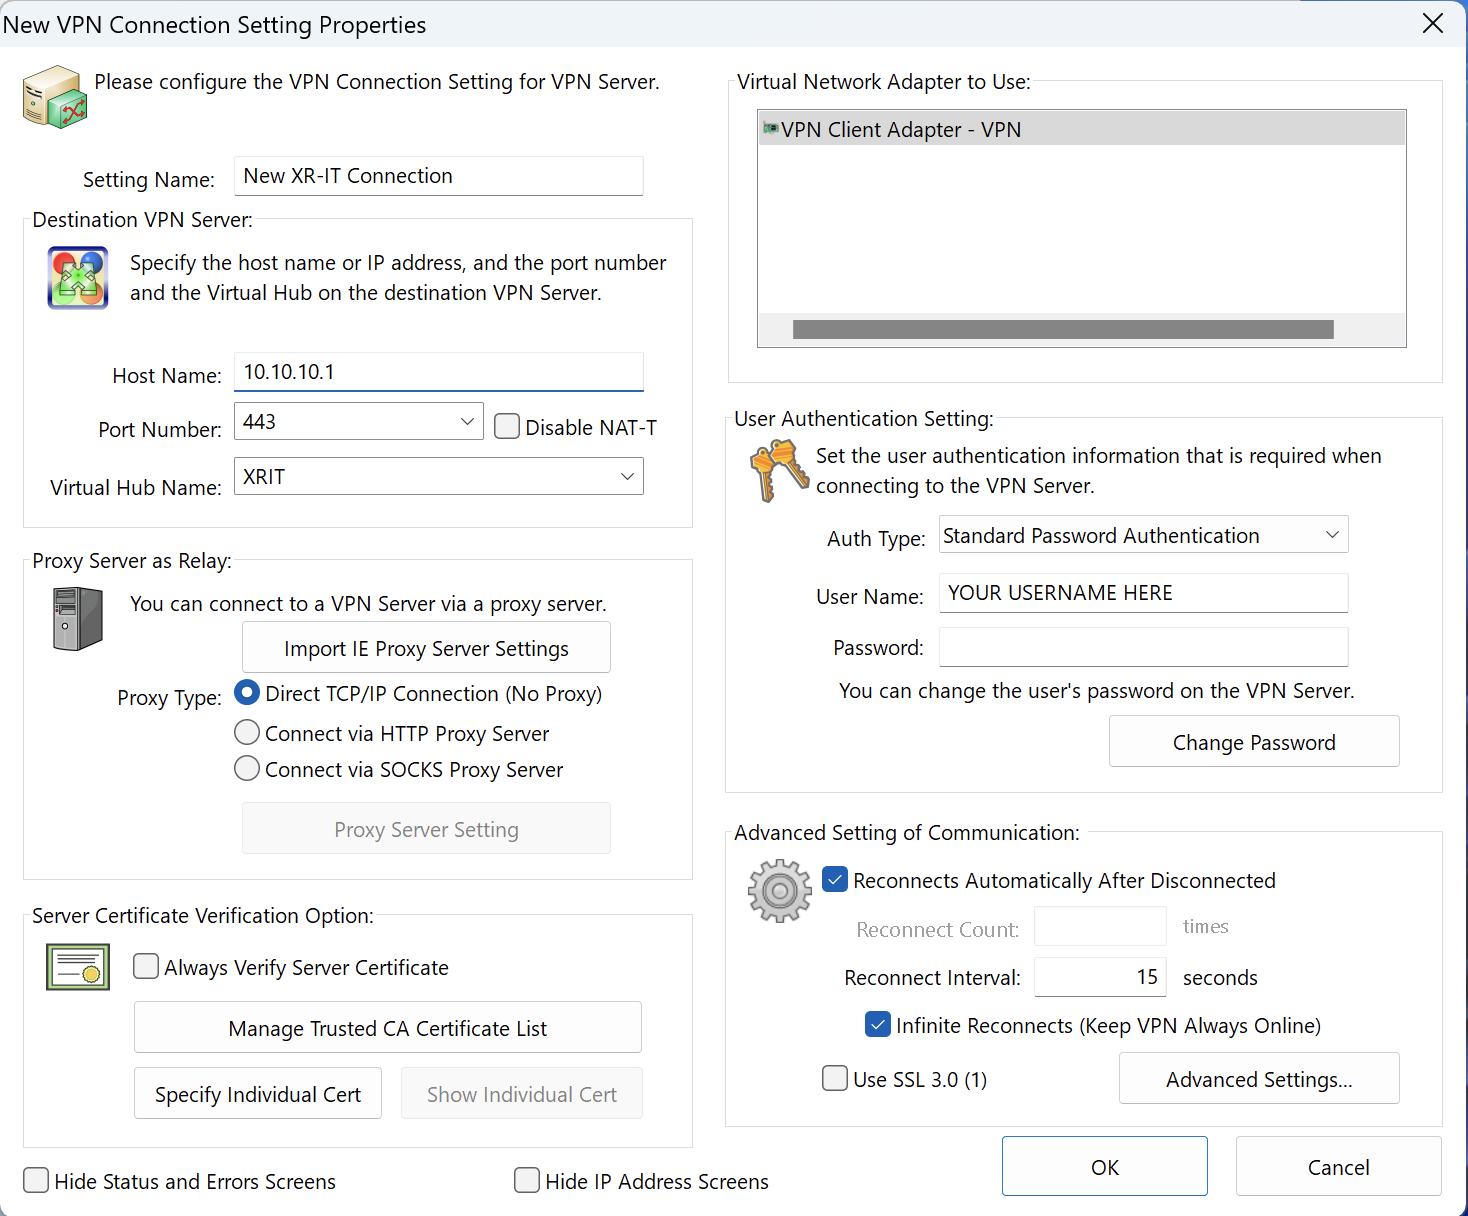 New VPN Connection Setting Properties
Please configure the VPN Connection Setting for VPN Server.
Setting Name:
New XR-IT Connection
Destination VPN Server:
Specify the host name or IP address, and the port number
and the Virtual Hub on the destination VPN Server.
Host Name:
10.10.10.1
Port Number:
443
Disable NAT-T
Virtual Hub Name:
XRIT
Proxy Server as Relay:
You can connect to a VPN Server via a proxy server.
Import IE Proxy Server Settings
Proxy Type:
Direct TCP/IP Connection (No Proxy)
Connect via HTTP Proxy Server
Connect via SOCKS Proxy Server
Proxy Server Setting
Server Certificate Verification Option:
Always Verify Server Certificate
Manage Trusted CA Certificate List
Specify Individual Cert
Show Individual Cert
Hide Status and Errors Screens
Hide IP Address Screens
Virtual Network Adapter to Use:
VPN Client Adapter - VPN
User Authentication Setting:
Set the user authentication information that is required when
connecting to the VPN Server.
Auth Type:
Standard Password Authentication
User Name:
YOUR USERNAME HERE
Password:
You can change the user's password on the VPN Server.
Change Password
Advanced Setting of Communication:
Reconnects Automatically After Disconnected
Reconnect Count:
times
Reconnect Interval:
15
seconds
Infinite Reconnects (Keep VPN Always Online)
Use SSL 3.0 (1)
Advanced Settings...
OK
Cancel